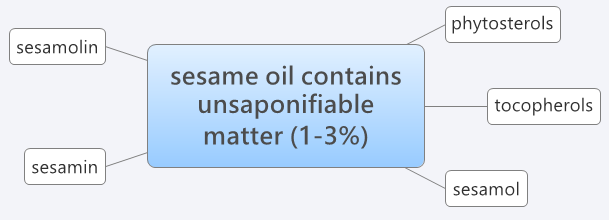 phytosterols
sesamolin
sesame oil contains
unsaponifiable
matter (1-3%)
tocopherols
sesamin
sesamol